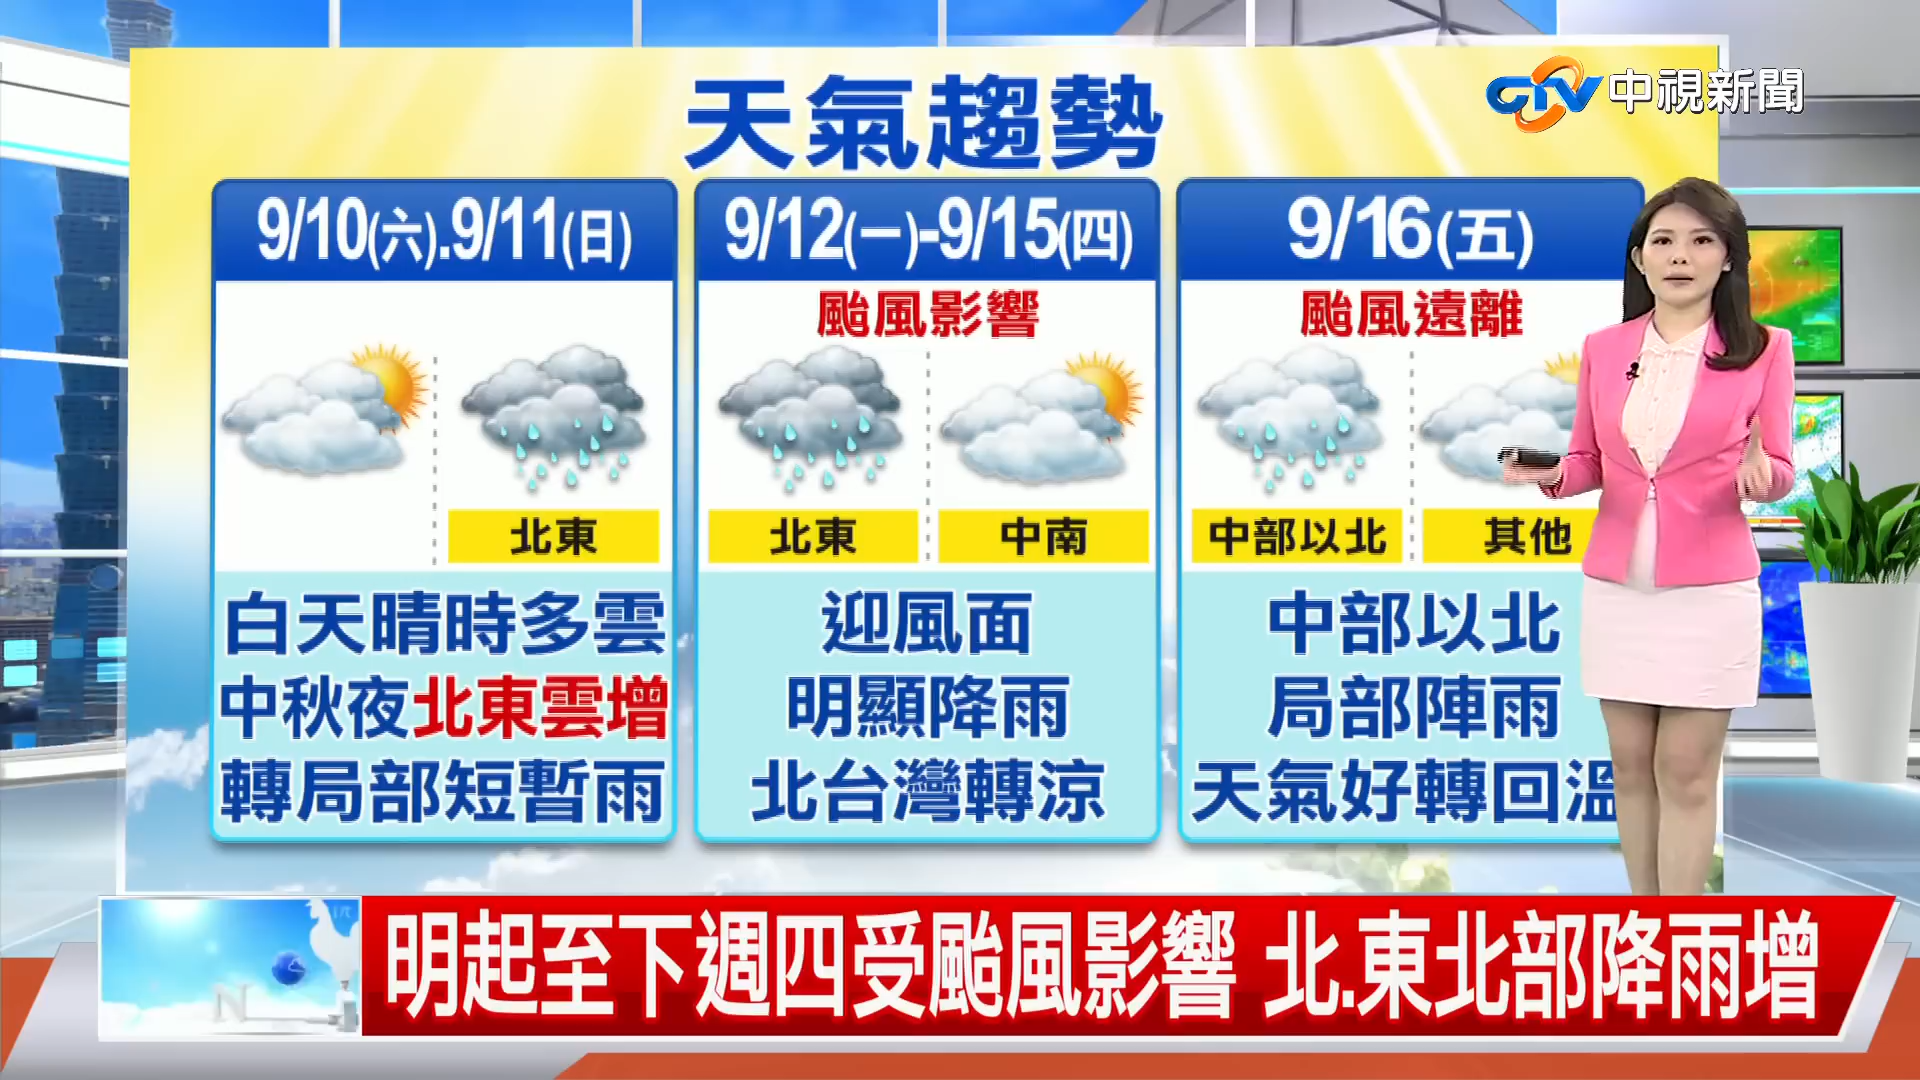 天氣趨勢
CTV中視新聞
9/10(六).9/11(日)
北東
白天晴時多雲
中秋夜北東雲增
轉局部短暫雨
9/12(一)-9/15(四)
颱風影響
北東
中南
迎風面
明顯降雨
北台灣轉涼
9/16(五)
颱風遠離
中部以北
其他
中部以北
局部陣雨
天氣好轉回溫
N
明起至下週四受颱風影響 北.東北部降雨增